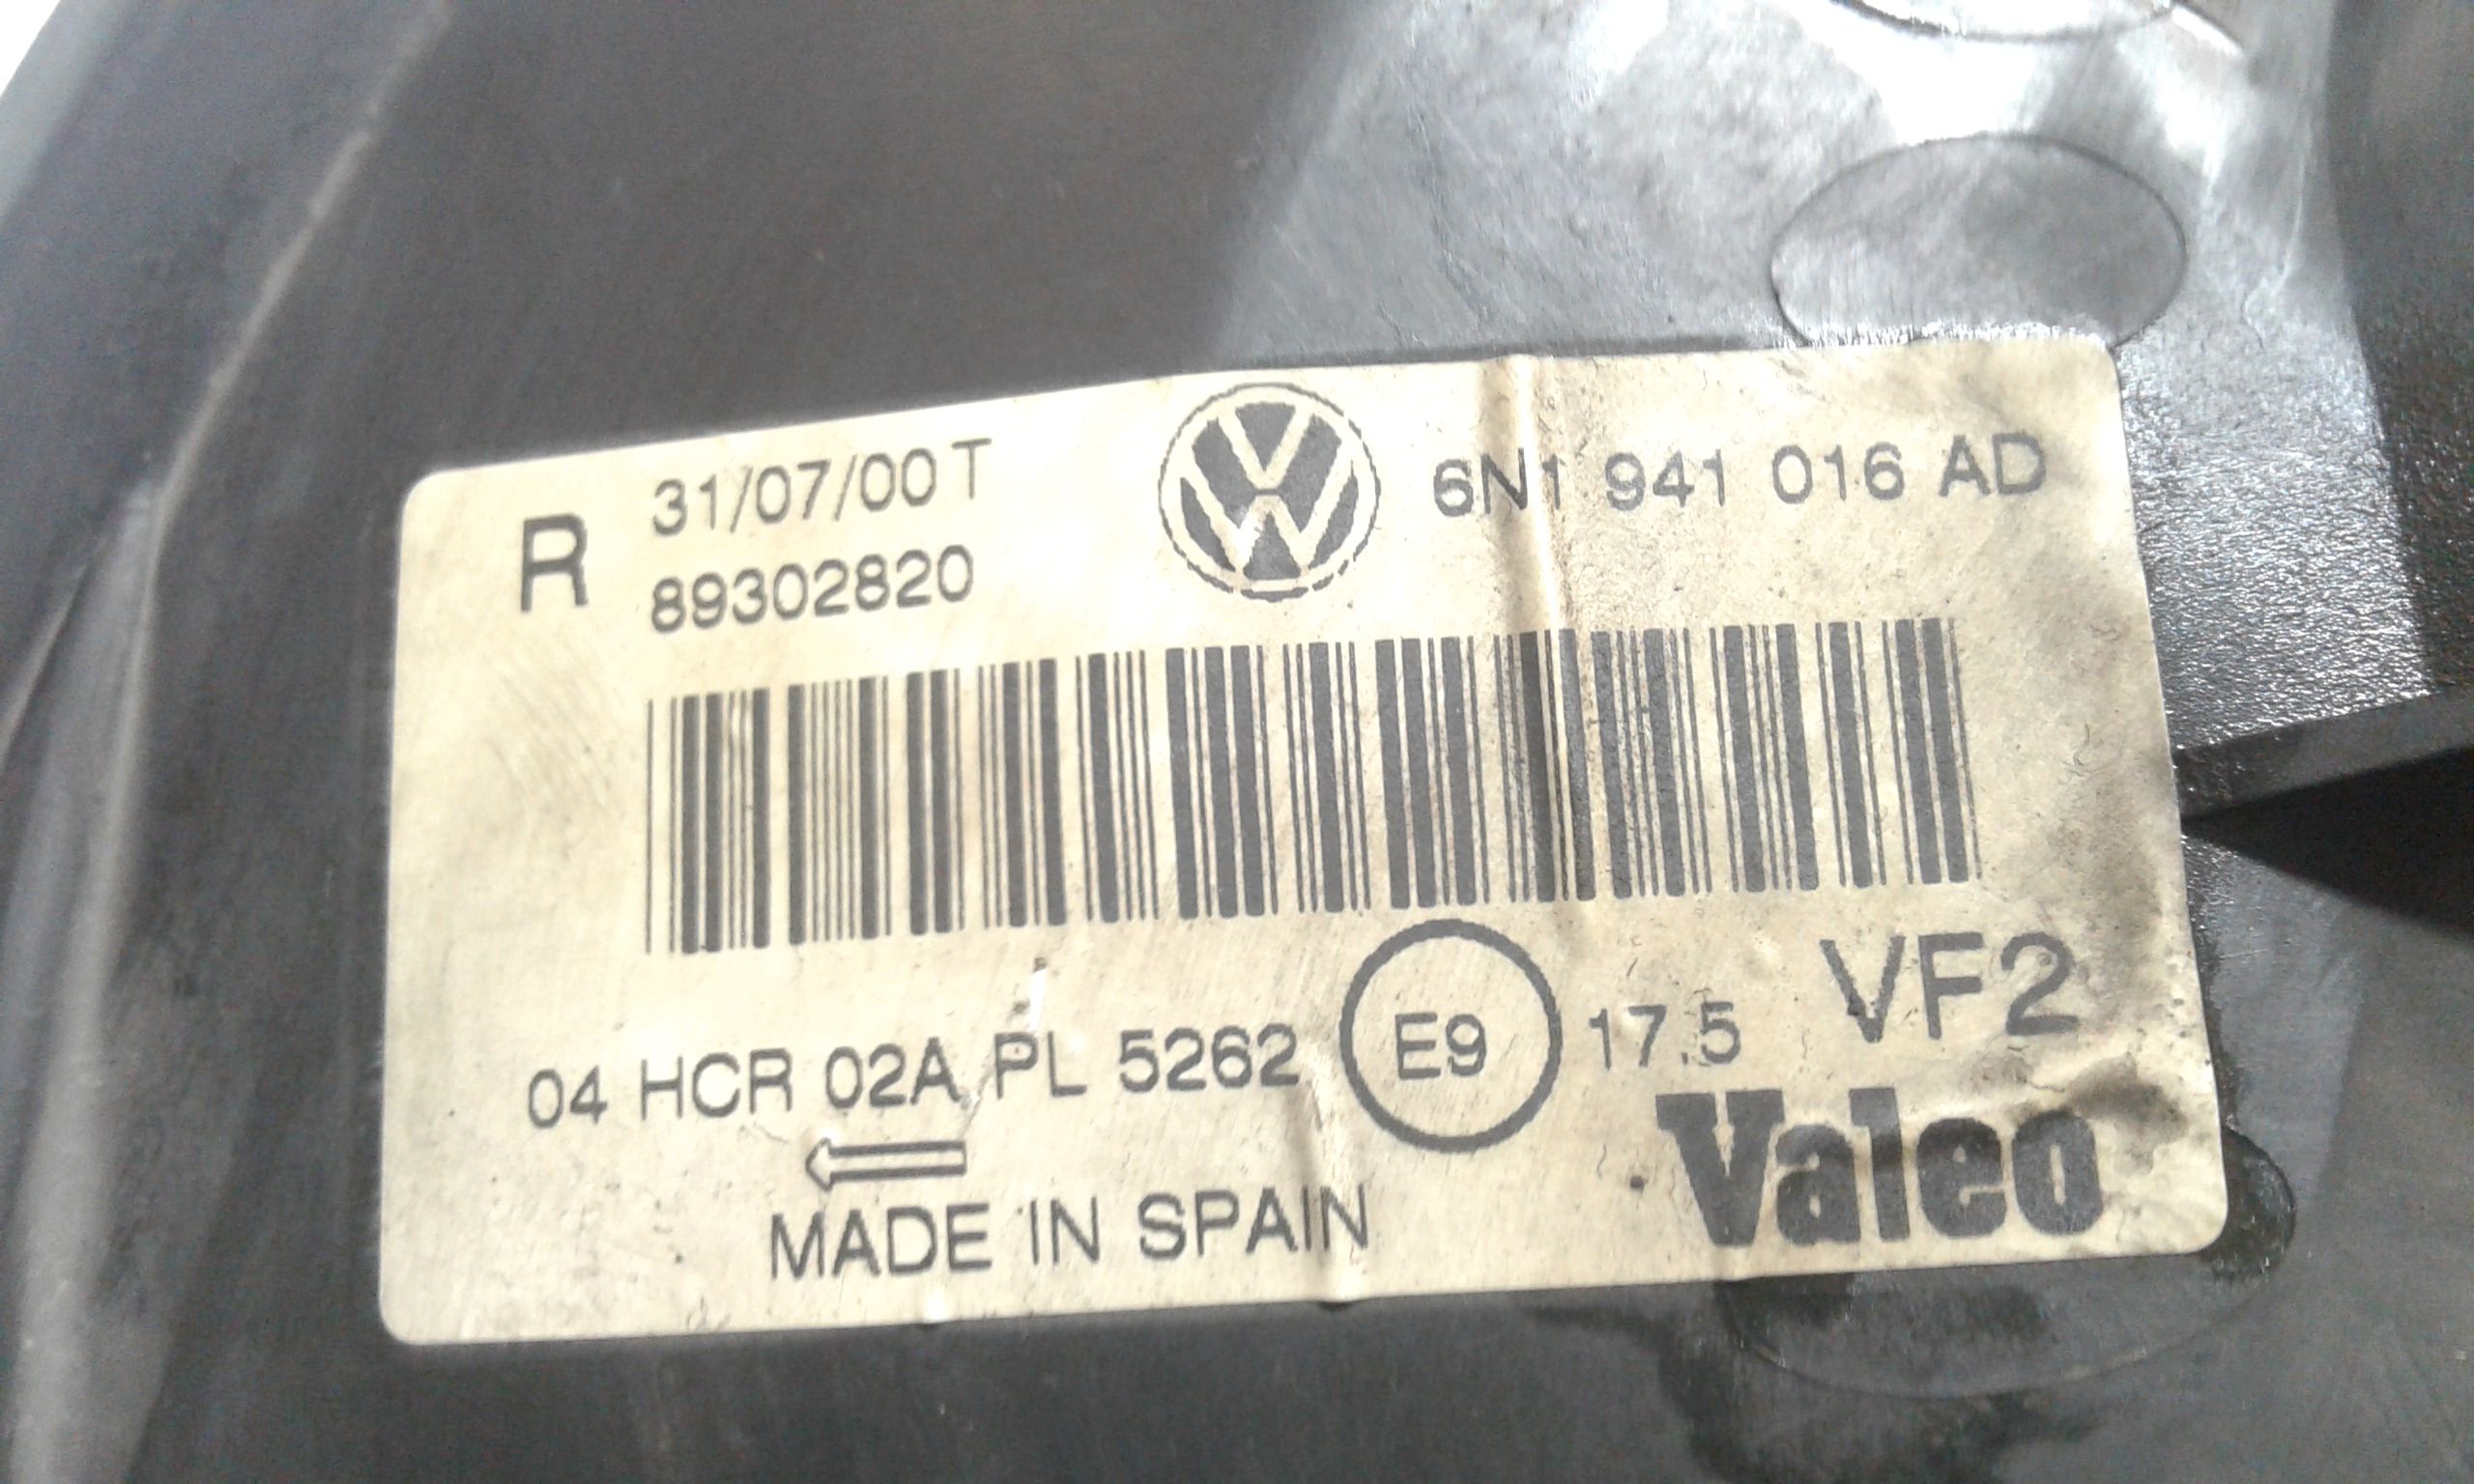 R 31/07/00 T
89302820
6N1 941 016 AD
04 HCR 02A PL 5262 E9 17.5 VF2
Valeo
MADE IN SPAIN